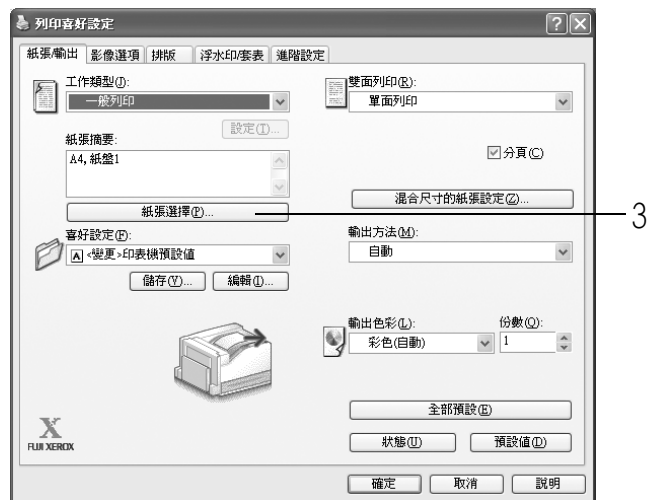 列印喜好設定
紙張/輸出 影像選項 排版 浮水印/套表 進階設定
工作類型(J):
一般列印
設定(T)...
紙張摘要:
A4, 紙盤1
紙張選擇(P)...
喜好設定(F):
A <變更>印表機預設值
儲存(V)... 編輯(I)...
雙面列印(R):
單面列印
分頁(C)
混合尺寸的紙張設定(Z)...
3
輸出方法(M):
自動
輸出色彩(L): 份數(Q):
彩色(自動) 1
全部預設(E)
狀態(U) 預設值(D)
X
FUJI XEROX
確定 取消 說明